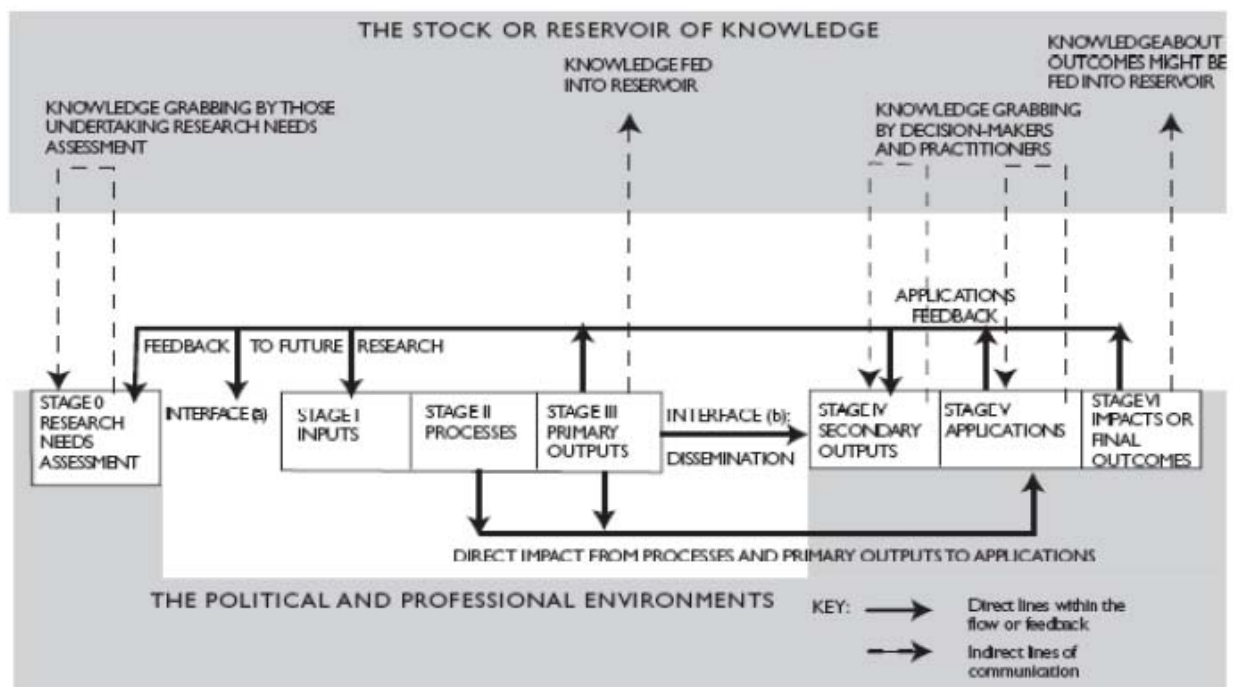 THE STOCK OR RESERVOIR OF KNOWLEDGE
KNOWLEDGE GRABBING BY THOSE
UNDERTAKING RESEARCH NEEDS
ASSESSMENT
KNOWLEDGE FED
INTO RESERVOIR
KNOWLEDGE GRABBING
BY DECISION-MAKERS
AND PRACTITIONERS
KNOWLEDGE ABOUT
OUTCOMES MIGHT BE
FED INTO RESERVOIR
APPLICATIONS
FEEDBACK
FEEDBACK TO FUTURE RESEARCH
STAGE 0
RESEARCH
NEEDS
ASSESSMENT
INTERFACE (a)
STAGE I
INPUTS
STAGE II
PROCESSES
STAGE III
PRIMARY
OUTPUTS
INTERFACE (b):
DISSEMINATION
STAGE IV
SECONDARY
OUTPUTS
STAGE V
APPLICATIONS
STAGE VI
IMPACTS OR
FINAL
OUTCOMES
DIRECT IMPACT FROM PROCESSES AND PRIMARY OUTPUTS TO APPLICATIONS
THE POLITICAL AND PROFESSIONAL ENVIRONMENTS
KEY:
Direct lines within the
flow or feedback
Indirect lines of
communication